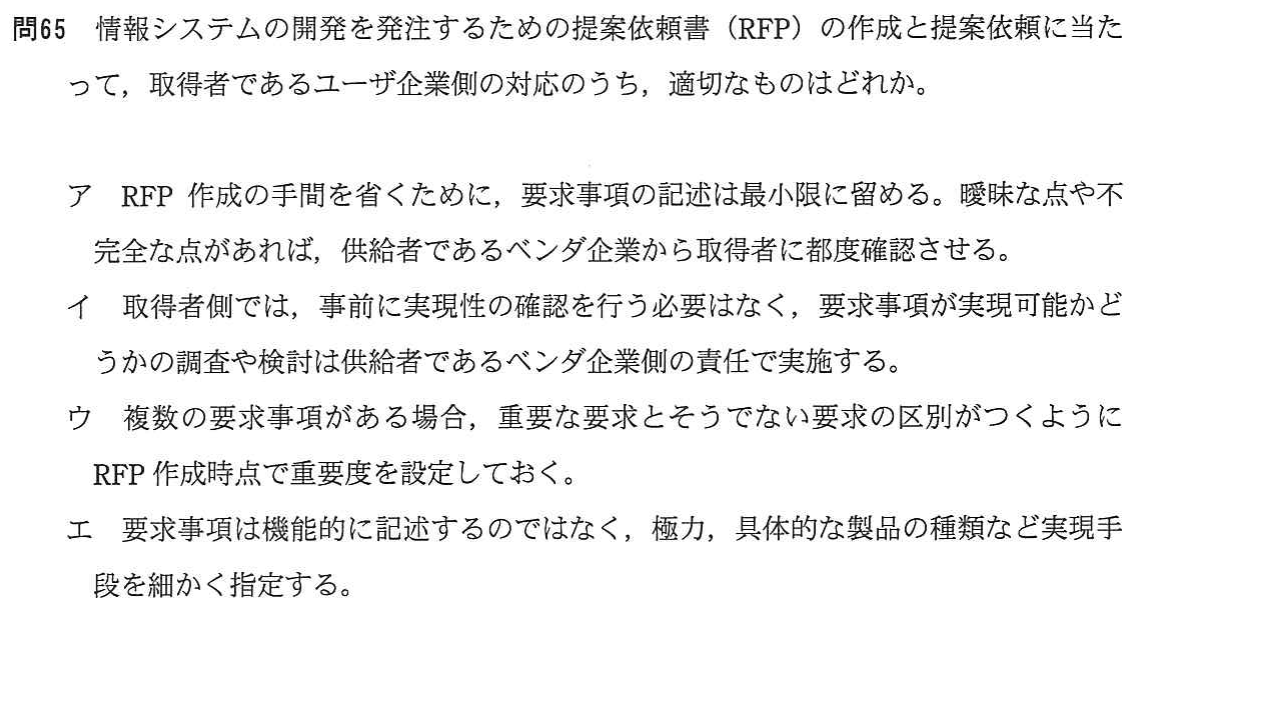 問65 情報システムの開発を発注するための提案依頼書（RFP）の作成と提案依頼に当た
って，取得者であるユーザ企業側の対応のうち，適切なものはどれか。
ア RFP 作成の手間を省くために，要求事項の記述は最小限に留める。曖昧な点や不
完全な点があれば，供給者であるベンダ企業から取得者に都度確認させる。
イ 取得者側では，事前に実現性の確認を行う必要はなく，要求事項が実現可能かど
うかの調査や検討は供給者であるベンダ企業側の責任で実施する。
ウ 複数の要求事項がある場合，重要な要求とそうでない要求の区別がつくように
RFP 作成時点で重要度を設定しておく。
エ 要求事項は機能的に記述するのではなく，極力，具体的な製品の種類など実現手
段を細かく指定する。